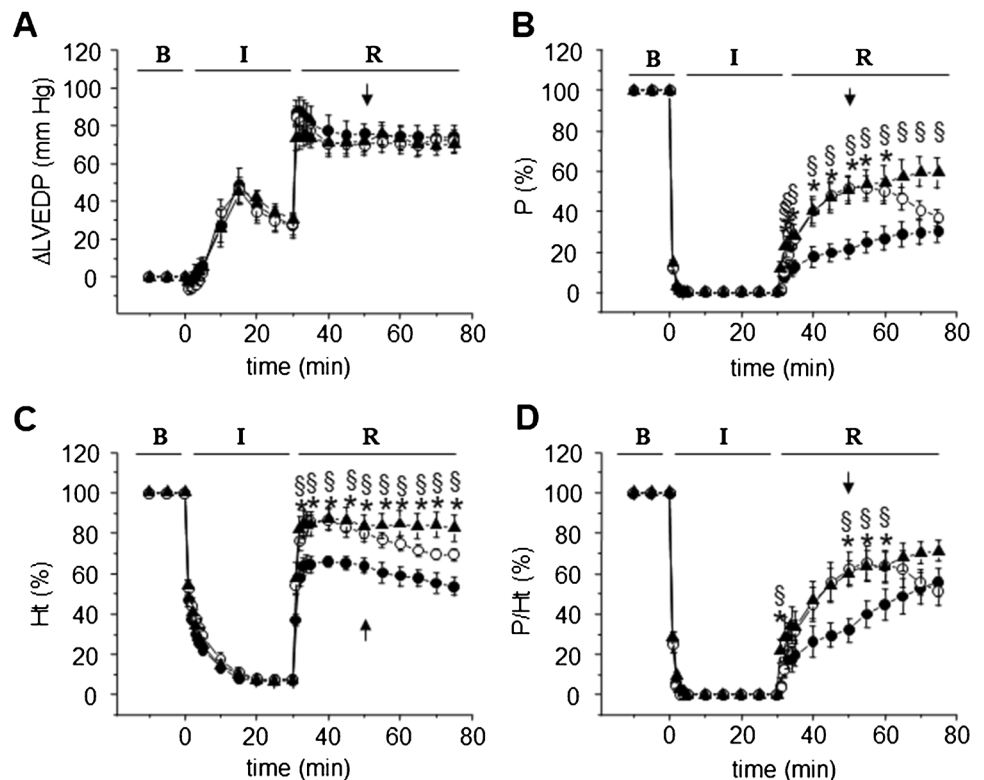 A
B I R
ΔLVEDP (mm Hg)
120
100
80
60
40
20
0
0 20 40 60 80
time (min)
B
B I R
P (%)
120
100
80
60
40
20
0
§ § § § § § § § §
* * * * * *
0 20 40 60 80
time (min)
C
B I R
Ht (%)
120
100
80
60
40
20
0
§ § § § § § § § § §
* * * * * * * * * *
0 20 40 60 80
time (min)
D
B I R
P/Ht (%)
120
100
80
60
40
20
0
§ § § §
* * * *
0 20 40 60 80
time (min)